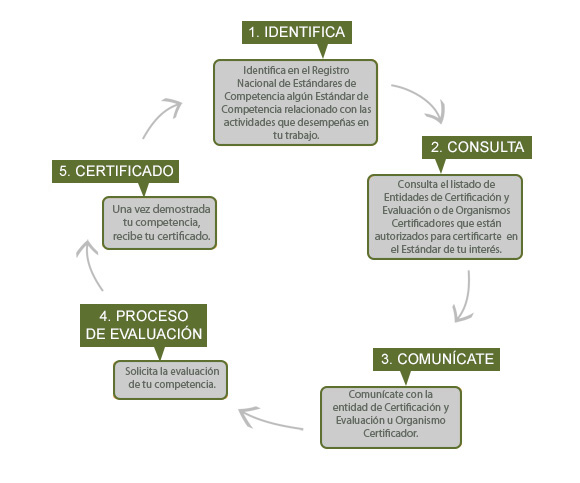 1. IDENTIFICA
Identifica en el Registro
Nacional de Estándares de
Competencia algún Estándar de
Competencia relacionado con las
actividades que desempeñas en
tu trabajo.
2. CONSULTA
Consulta el listado de
Entidades de Certificación y
Evaluación o de Organismos
Certificadores que están
autorizados para certificarte en
el Estándar de tu interés.
3. COMUNÍCATE
Comunícate con la
entidad de Certificación y
Evaluación u Organismo
Certificador.
4. PROCESO
DE EVALUACIÓN
Solicita la evaluación
de tu competencia.
5. CERTIFICADO
Una vez demostrada
tu competencia,
recibe tu certificado.